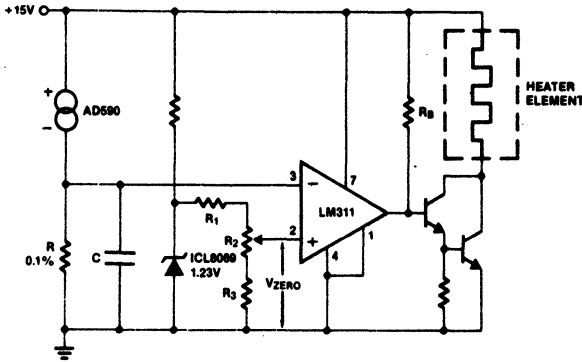 +15V
+
AD590
−
HEATER
ELEMENT
RB
3
−
7
LM311
2
+
4
1
R1
R2
R3
R
0.1%
C
ICL8069
1.23V
VZERO